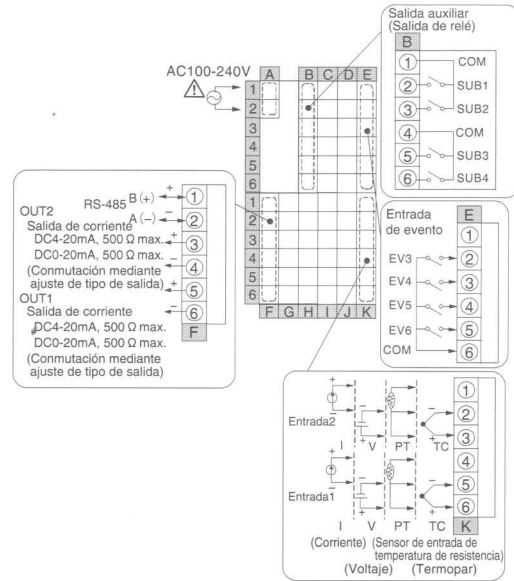 Salida auxiliar
(Salida de relé)
B
1 COM
2 SUB1
3 SUB2
4 COM
5 SUB3
6 SUB4
AC100-240V
A B C D E
1
2
3
4
5
6
1
2
3
4
5
6
F G H I J K
RS-485 B (+) + 1
A (−) − 2
OUT2
Salida de corriente
DC4-20mA, 500 Ω max. + 3
DC0-20mA, 500 Ω max. − 4
(Conmutación mediante
ajuste de tipo de salida) + 5
OUT1
Salida de corriente − 6
DC4-20mA, 500 Ω max.
DC0-20mA, 500 Ω max.
(Conmutación mediante
ajuste de tipo de salida)
F
Entrada
de evento
E
1
EV3 2
EV4 3
EV5 4
EV6 5
COM 6
1
2
3
4
5
6
K
+ − − +
Entrada2
I V PT TC
+ − − +
Entrada1
I V PT TC
(Corriente) (Sensor de entrada de
temperatura de resistencia)
(Voltaje) (Termopar)